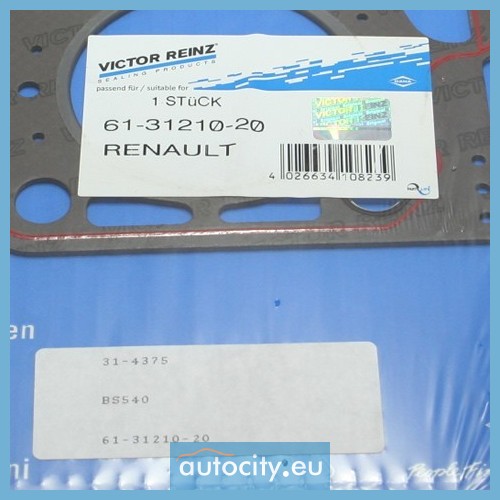 VICTOR REINZ
SEALING PRODUCTS
passend für / suitable for
1 STüCK
61-31210-20
RENAULT
4 026634 108239
31-4375
BS540
61-31210-20
autocity.eu